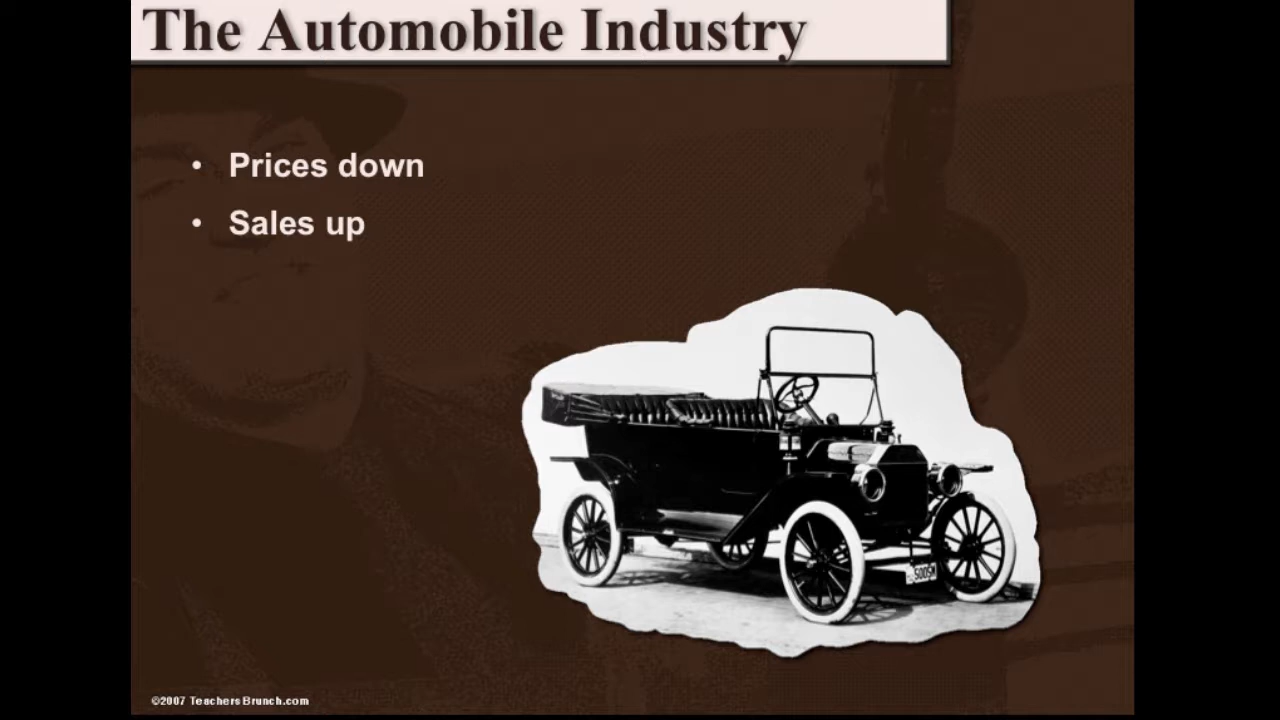 The Automobile Industry
• Prices down
• Sales up
©2007 TeachersBrunch.com